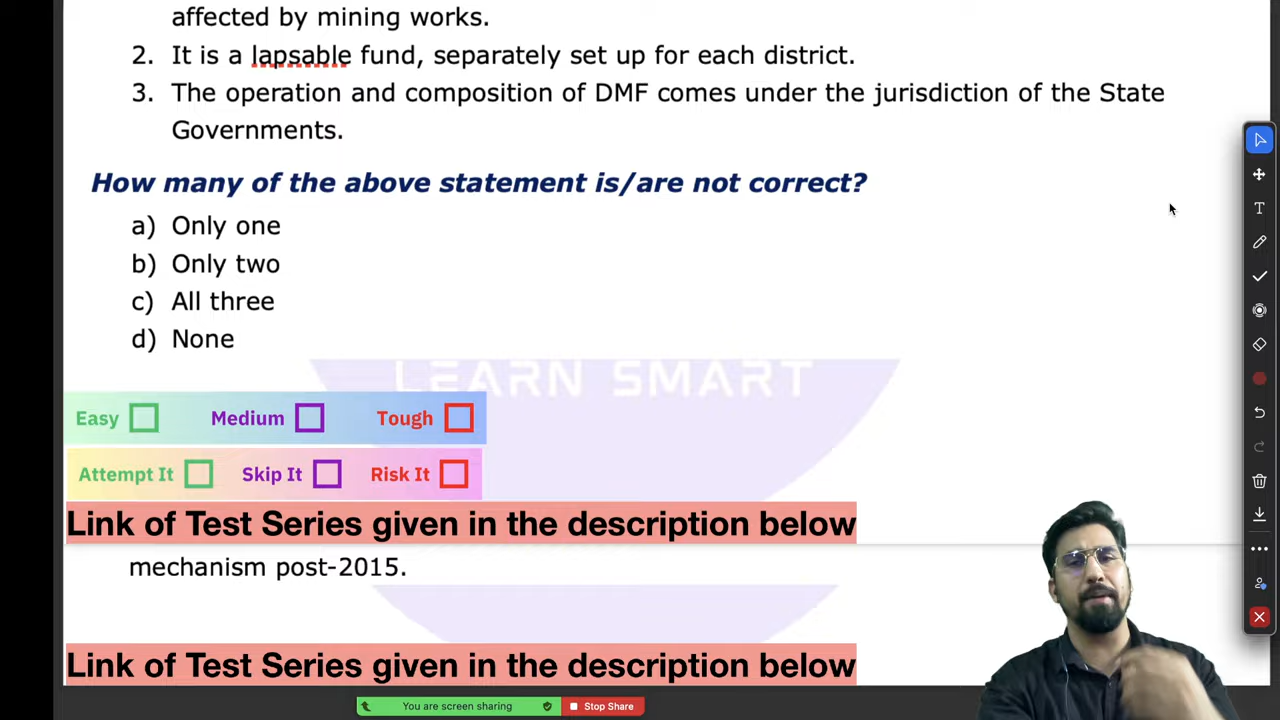 affected by mining works.
2. It is a lapsable fund, separately set up for each district.
3. The operation and composition of DMF comes under the jurisdiction of the State
Governments.
How many of the above statement is/are not correct?
a) Only one
b) Only two
c) All three
d) None
LEARN SMART
Easy Medium Tough
Attempt It Skip It Risk It
Link of Test Series given in the description below
mechanism post-2015.
Link of Test Series given in the description below
You are screen sharing Stop Share